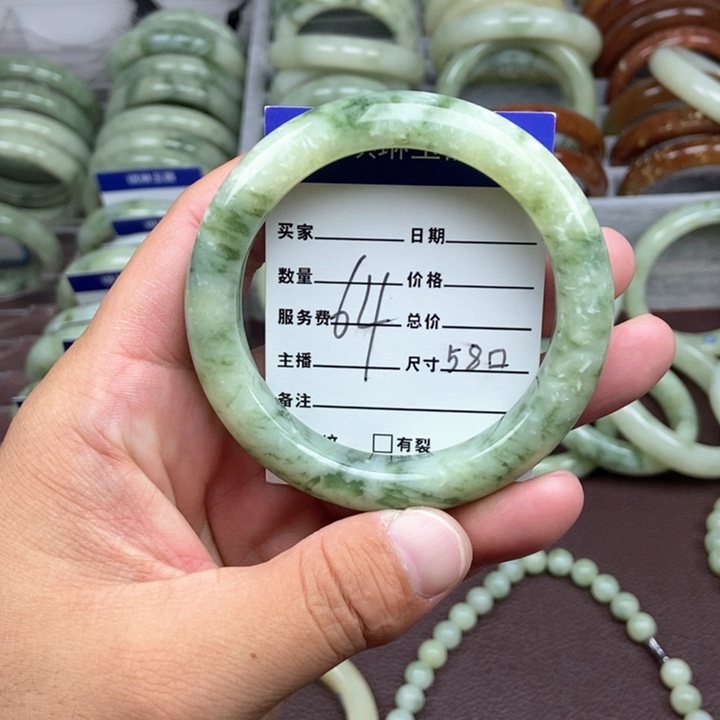 买家 日期
数量 价格
64
服务费 总价
主播 尺寸 58口
备注
□有裂